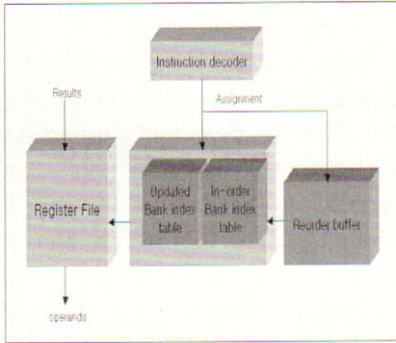 Instruction decoder
Results
Assignment
Register File
Updated
Bank index
table
In-order
Bank index
table
Reorder buffer
operands